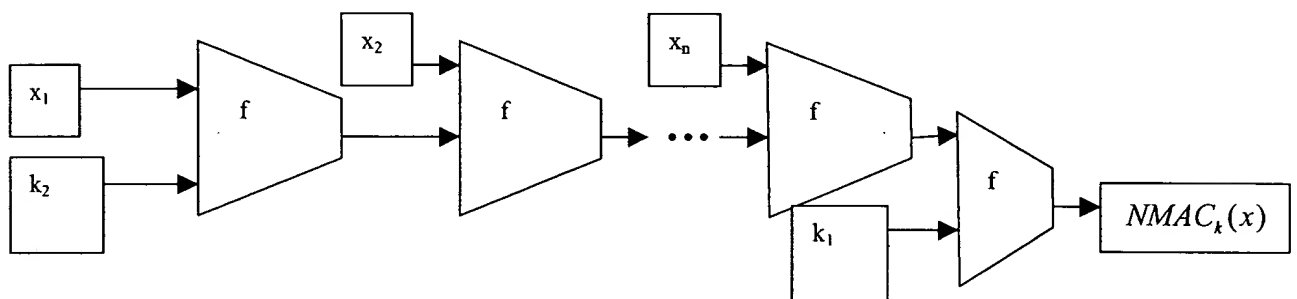 x₁
k₂
f
x₂
f
• • •
xₙ
f
k₁
f
NMACₖ(x)